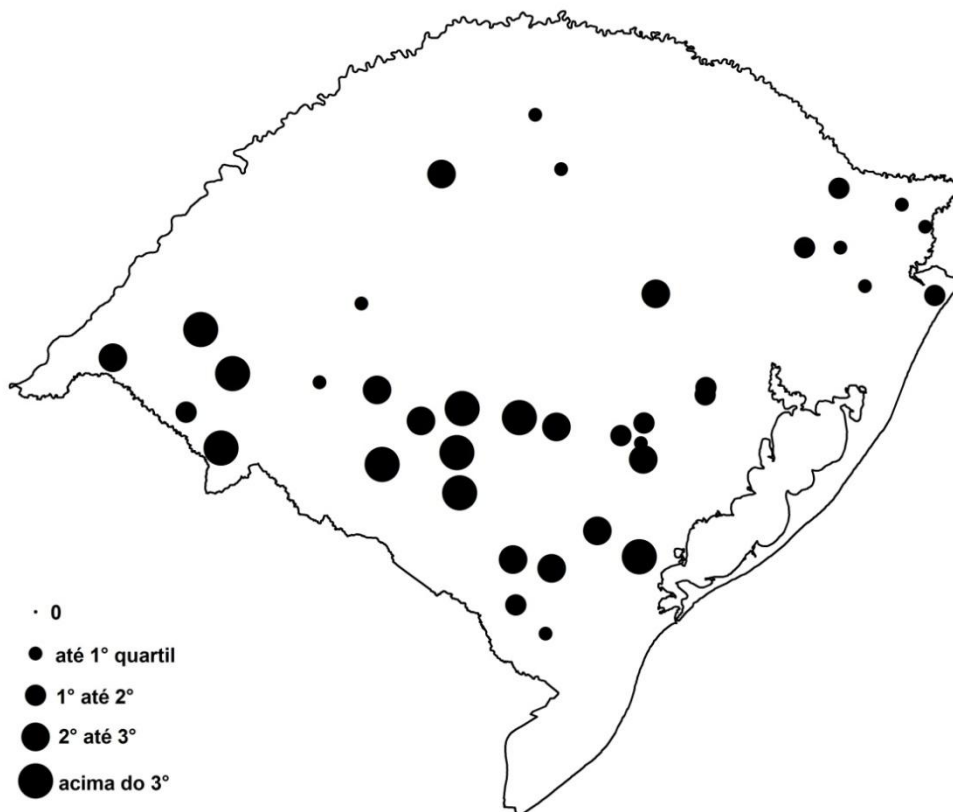 0
até 1° quartil
1° até 2°
2° até 3°
acima do 3°